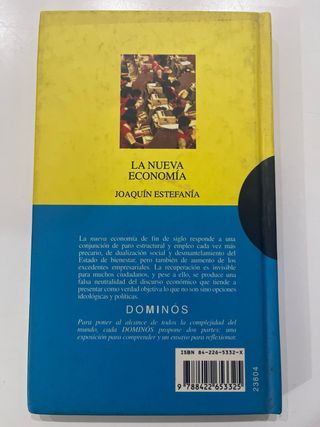 LA NUEVA
ECONOMÍA
JOAQUÍN ESTEFANÍA
La nueva economía de fin de siglo responde a una
conjunción de paro estructural y empleo cada vez más
precario, de dualización social y desmantelamiento del
Estado de bienestar, pero también de aumento de los
excedentes empresariales. La recuperación es invisible
para muchos ciudadanos, y pese a ello, se produce una
falsa neutralidad del discurso económico que tiende a
presentar como verdad objetiva lo que no son sino opciones
ideológicas y políticas.
DOMINÓS
Para poner al alcance de todos la complejidad del
mundo, cada DOMINOS propone dos partes: una
exposición para comprender y un ensayo para reflexionar.
ISBN 84-226-5332-X
9 788422 653325
23804